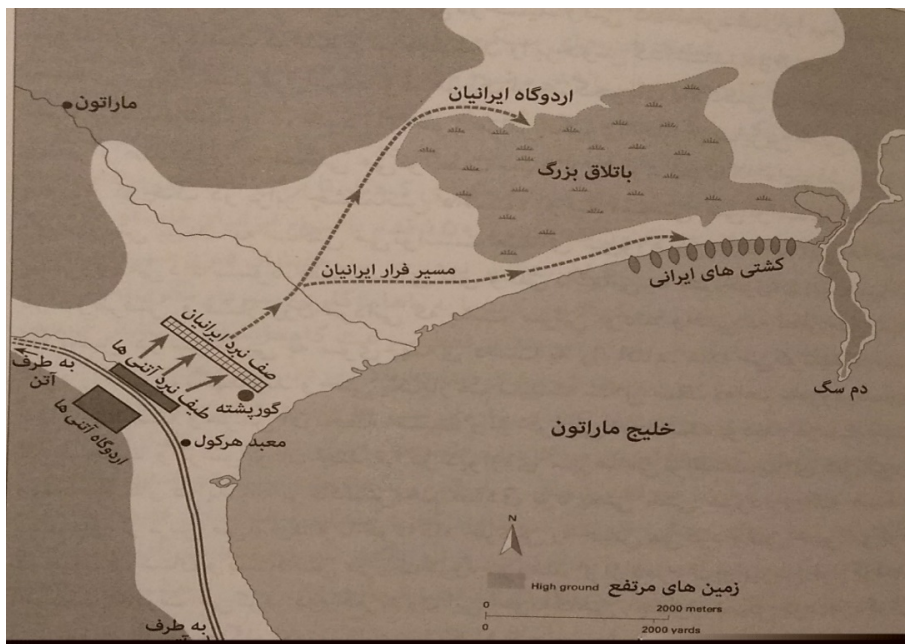 ماراتون
اردوگاه ایرانیان
باتلاق بزرگ
مسیر فرار ایرانیان
کشتی های ایرانی
صف نبرد ایرانیان
طیف نبرد آتنی ها
به طرف
آتن
گورپشته
اردوگاه آتنی ها
معبد هرکول
دم سگ
خلیج ماراتون
N
زمین های مرتفع High ground
0 2000 meters
0 2000 yards
به طرف